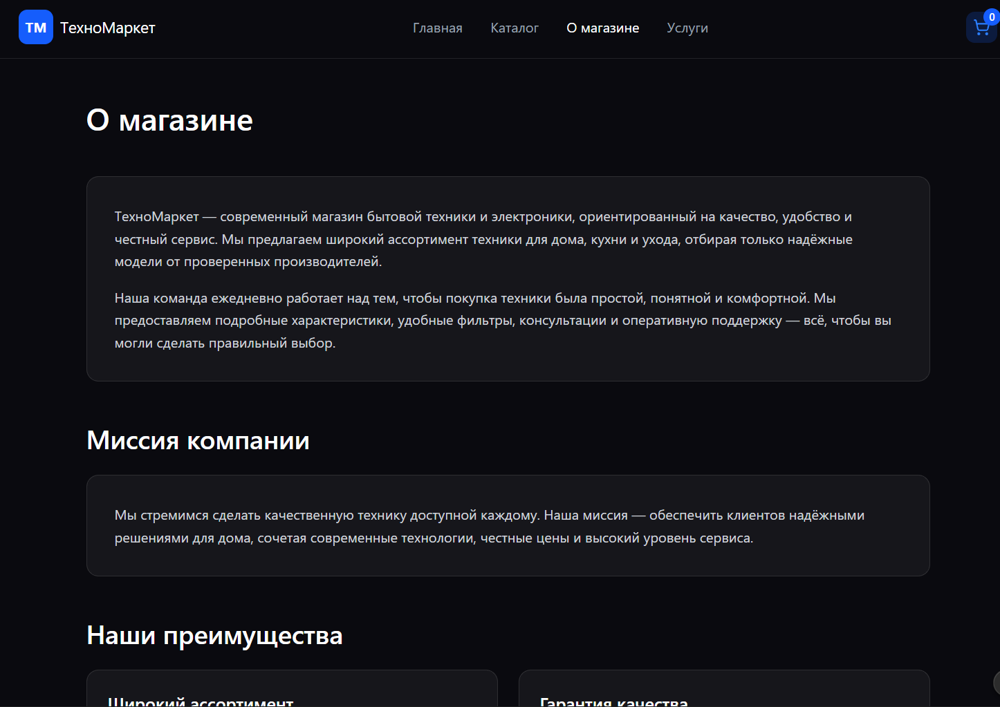 TM ТехноМаркет
Главная Каталог О магазине Услуги
0
О магазине
ТехноМаркет — современный магазин бытовой техники и электроники, ориентированный на качество, удобство и
честный сервис. Мы предлагаем широкий ассортимент техники для дома, кухни и ухода, отбирая только надёжные
модели от проверенных производителей.
Наша команда ежедневно работает над тем, чтобы покупка техники была простой, понятной и комфортной. Мы
предоставляем подробные характеристики, удобные фильтры, консультации и оперативную поддержку — всё, чтобы вы
могли сделать правильный выбор.
Миссия компании
Мы стремимся сделать качественную технику доступной каждому. Наша миссия — обеспечить клиентов надёжными
решениями для дома, сочетая современные технологии, честные цены и высокий уровень сервиса.
Наши преимущества
Широкий ассортимент
Гарантия качества